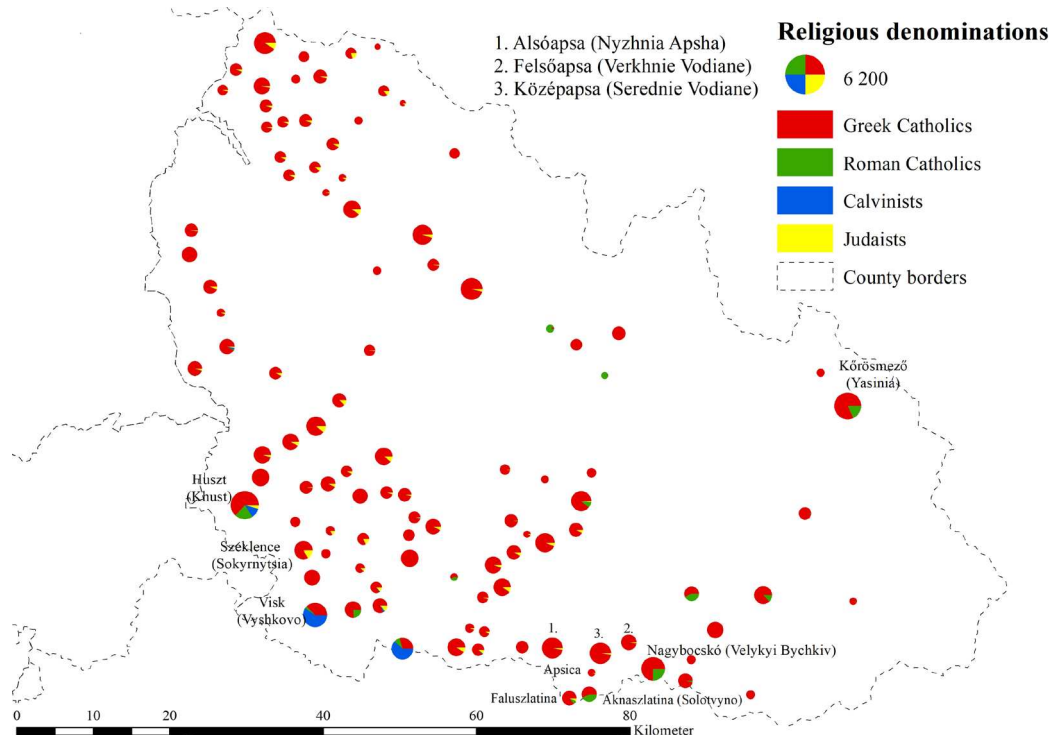 Religious denominations
1. Alsóapsa (Nyzhnia Apsha)
2. Felsőapsa (Verkhnie Vodiane)
3. Középapsa (Serednie Vodiane)
6 200
Greek Catholics
Roman Catholics
Calvinists
Judaists
County borders
Kőrösmező
(Yasinia)
Huszt
(Khust)
Széklence
(Sokyrnytsia)
Visk
(Vyshkovo)
1.
3.
2.
Nagybocskó (Velykyi Bychkiv)
Apsica
Faluszlatina
Aknaszlatina (Solotvyno)
0 10 20 40 60 80
Kilometer